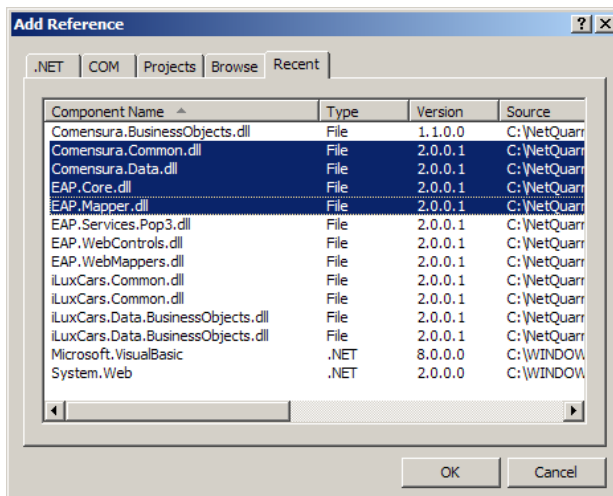 Add Reference
.NET COM Projects Browse Recent
Component Name Type Version Source
Comensura.BusinessObjects.dll File 1.1.0.0 C:\NetQuarr
Comensura.Common.dll File 2.0.0.1 C:\NetQuarr
Comensura.Data.dll File 2.0.0.1 C:\NetQuarr
EAP.Core.dll File 2.0.0.1 C:\NetQuarr
EAP.Mapper.dll File 2.0.0.1 C:\NetQuarr
EAP.Services.Pop3.dll File 2.0.0.1 C:\NetQuarr
EAP.WebControls.dll File 2.0.0.1 C:\NetQuarr
EAP.WebMappers.dll File 2.0.0.1 C:\NetQuarr
iLuxCars.Common.dll File 2.0.0.1 C:\NetQuarr
iLuxCars.Common.dll File 2.0.0.1 C:\NetQuarr
iLuxCars.Data.BusinessObjects.dll File 2.0.0.1 C:\NetQuarr
iLuxCars.Data.BusinessObjects.dll File 2.0.0.1 C:\NetQuarr
Microsoft.VisualBasic .NET 8.0.0.0 C:\WINDOW
System.Web .NET 2.0.0.0 C:\WINDOW
OK Cancel